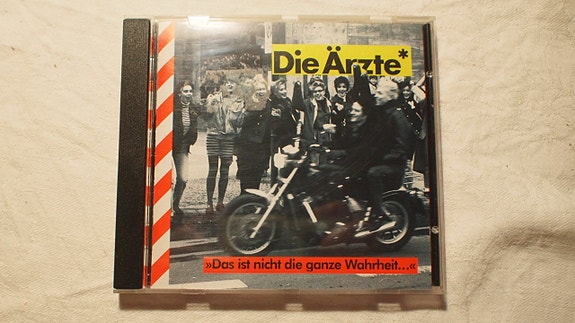 Die Ärzte*
»Das ist nicht die ganze Wahrheit...«